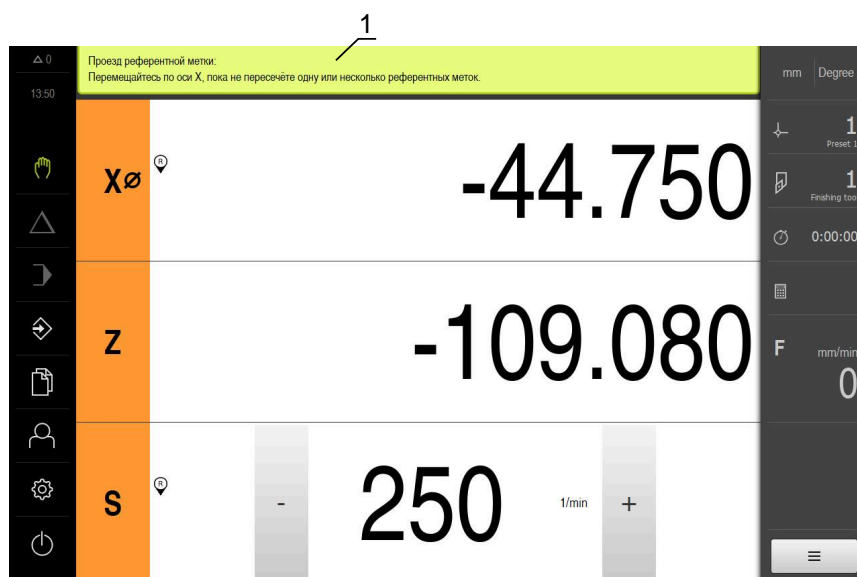 1
0
Проезд референтной метки:
Перемещайтесь по оси X, пока не пересечёте одну или несколько референтных меток.
mm Degree
13:50
X⌀ R -44.750
1
Preset 1
1
Finishing too
0:00:00
Z -109.080
F mm/min
0
S R - 250 1/min +